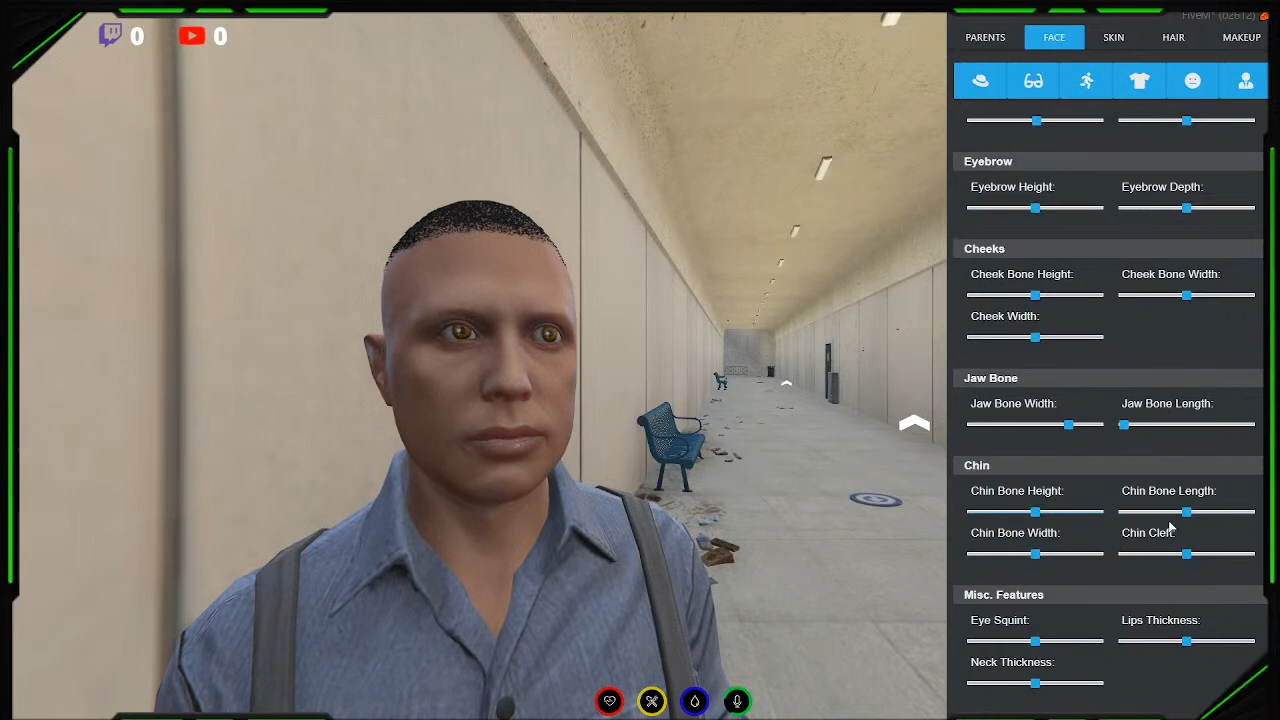 0 0
FiveM* (b2612)
PARENTS FACE SKIN HAIR MAKEUP
Eyebrow
Eyebrow Height: Eyebrow Depth:
Cheeks
Cheek Bone Height: Cheek Bone Width:
Cheek Width:
Jaw Bone
Jaw Bone Width: Jaw Bone Length:
Chin
Chin Bone Height: Chin Bone Length:
Chin Bone Width: Chin Cleft:
Misc. Features
Eye Squint: Lips Thickness:
Neck Thickness: